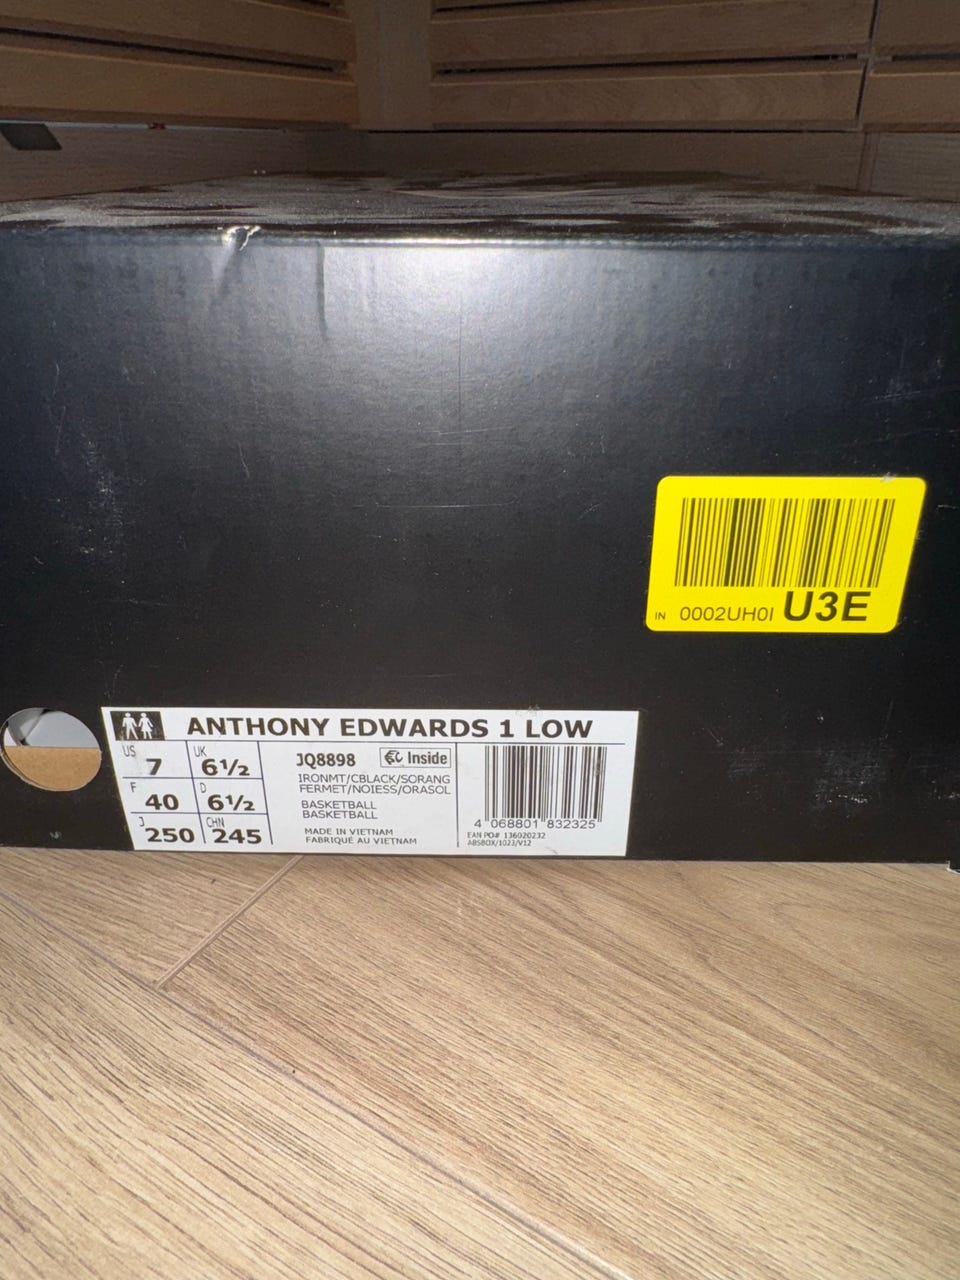 IN 0002UH0I U3E
ANTHONY EDWARDS 1 LOW
US 7 UK 6½
F 40 D 6½
J 250 CHN 245
JQ8898 Inside
IRONMT/CBLACK/SORANG
FERMET/NOIESS/ORASOL
BASKETBALL
BASKETBALL
MADE IN VIETNAM
FABRIQUÉ AU VIETNAM
4 068801 832325
EAN PO# 136020232
ABSBOX/1023/V12